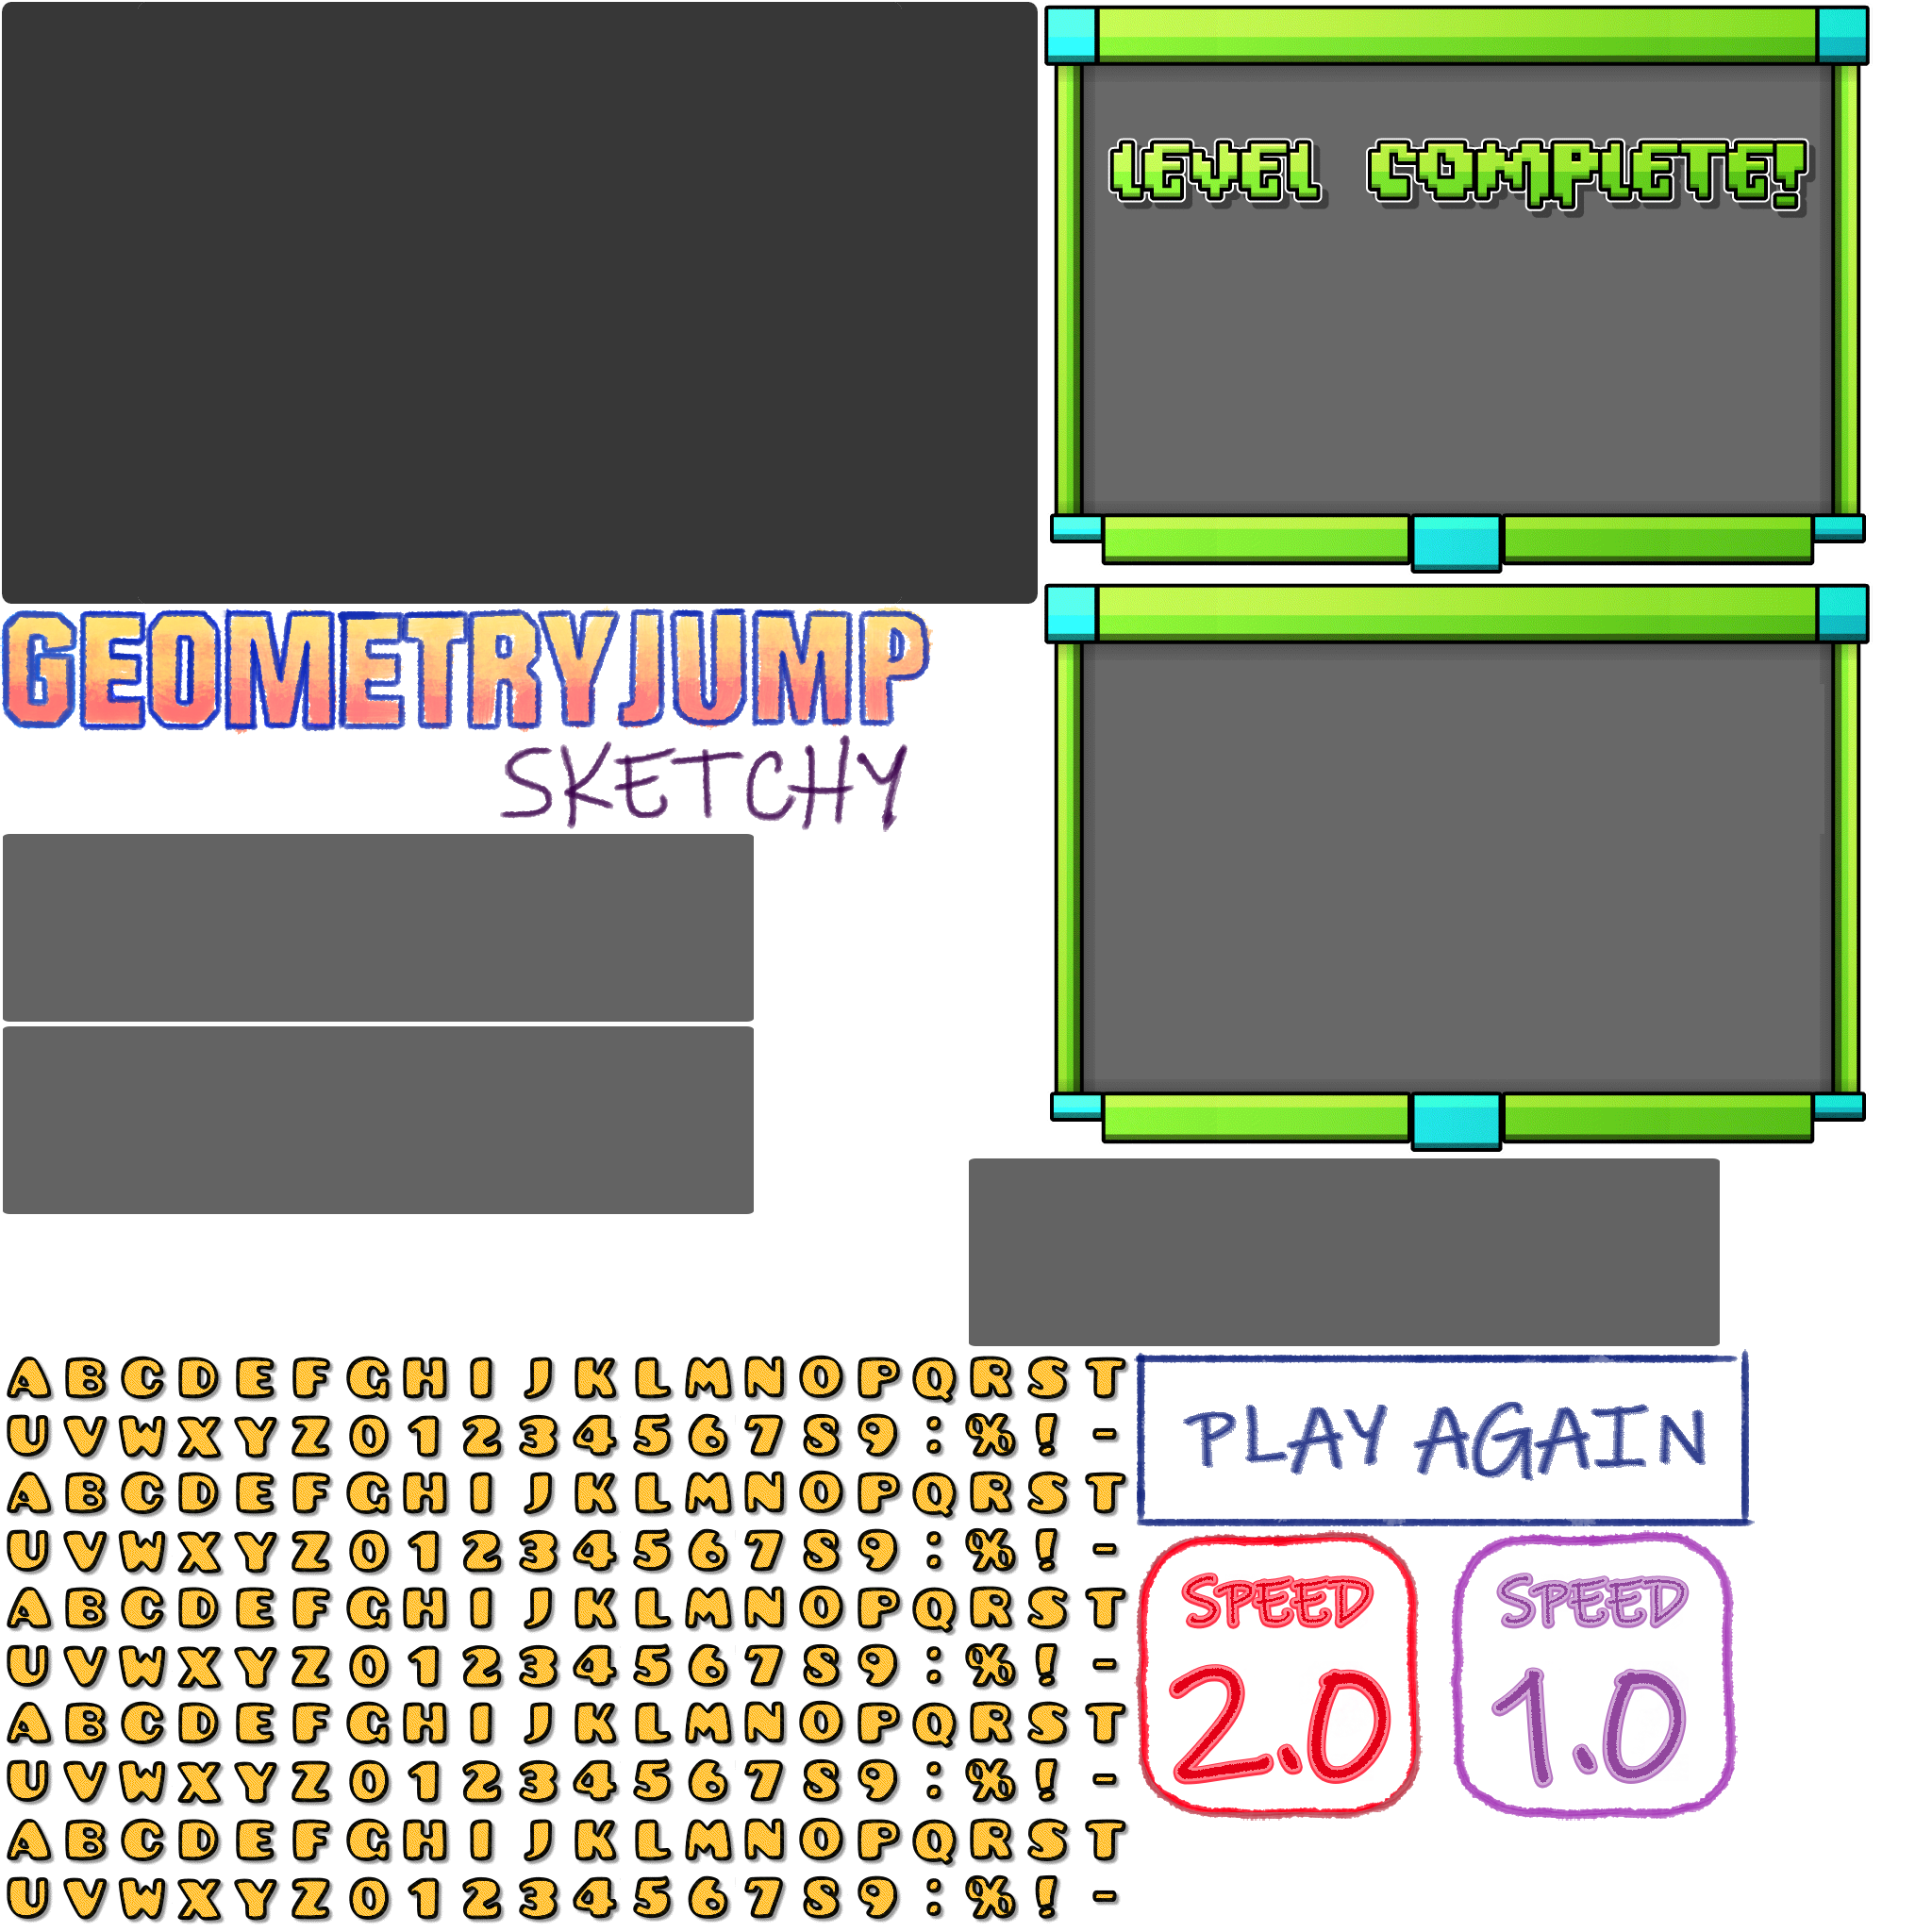 LEVEL COMPLETE!
GEOMETRYJUMP
SKETCHY
A B C D E F G H I J K L M N O P Q R S T
U V W X Y Z 0 1 2 3 4 5 6 7 8 9 : % ! -
A B C D E F G H I J K L M N O P Q R S T
U V W X Y Z 0 1 2 3 4 5 6 7 8 9 : % ! -
A B C D E F G H I J K L M N O P Q R S T
U V W X Y Z 0 1 2 3 4 5 6 7 8 9 : % ! -
A B C D E F G H I J K L M N O P Q R S T
U V W X Y Z 0 1 2 3 4 5 6 7 8 9 : % ! -
A B C D E F G H I J K L M N O P Q R S T
U V W X Y Z 0 1 2 3 4 5 6 7 8 9 : % ! -
PLAY AGAIN
SPEED
2.0
SPEED
1.0